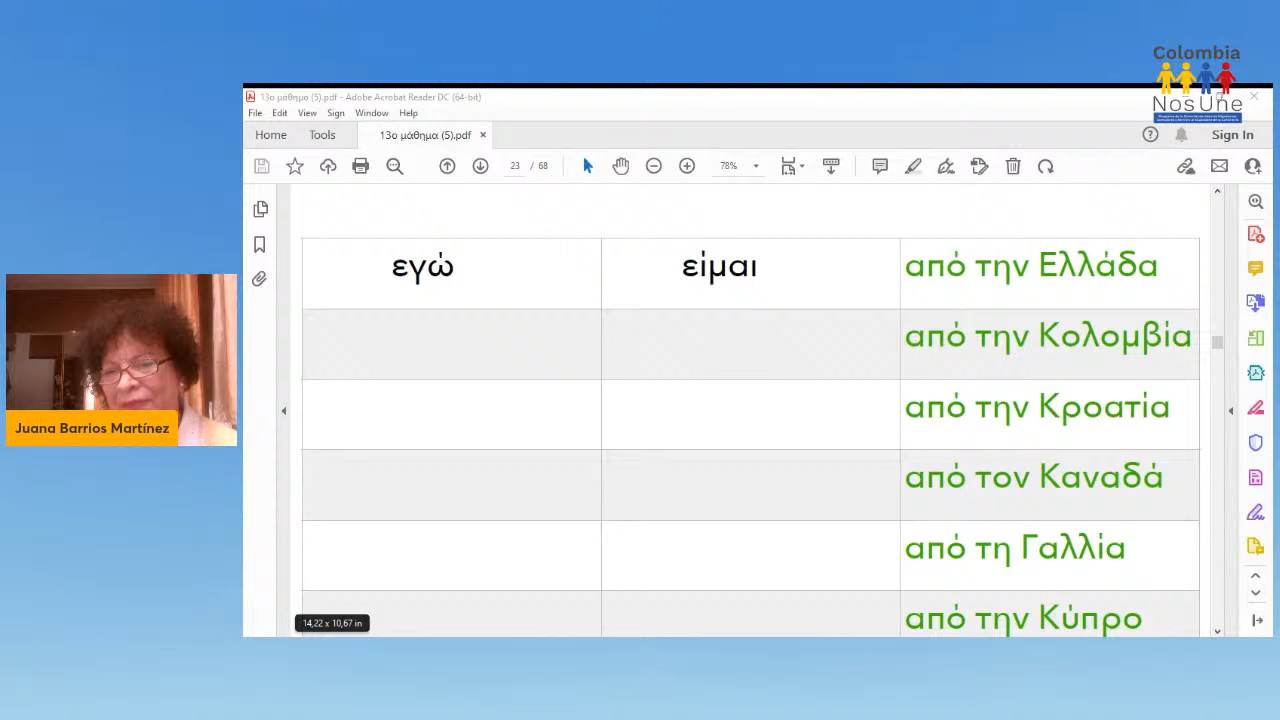 Colombia
NosUne
13ο μάθημα (5).pdf - Adobe Acrobat Reader DC (64-bit)
File Edit View Sign Window Help
Home Tools 13ο μάθημα (5).pdf × Sign In
23 / 68 78%
εγώ είμαι από την Ελλάδα
από την Κολομβία
από την Κροατία
από τον Καναδά
από τη Γαλλία
από την Κύπρο
14,22 x 10,67 in
Juana Barrios Martínez